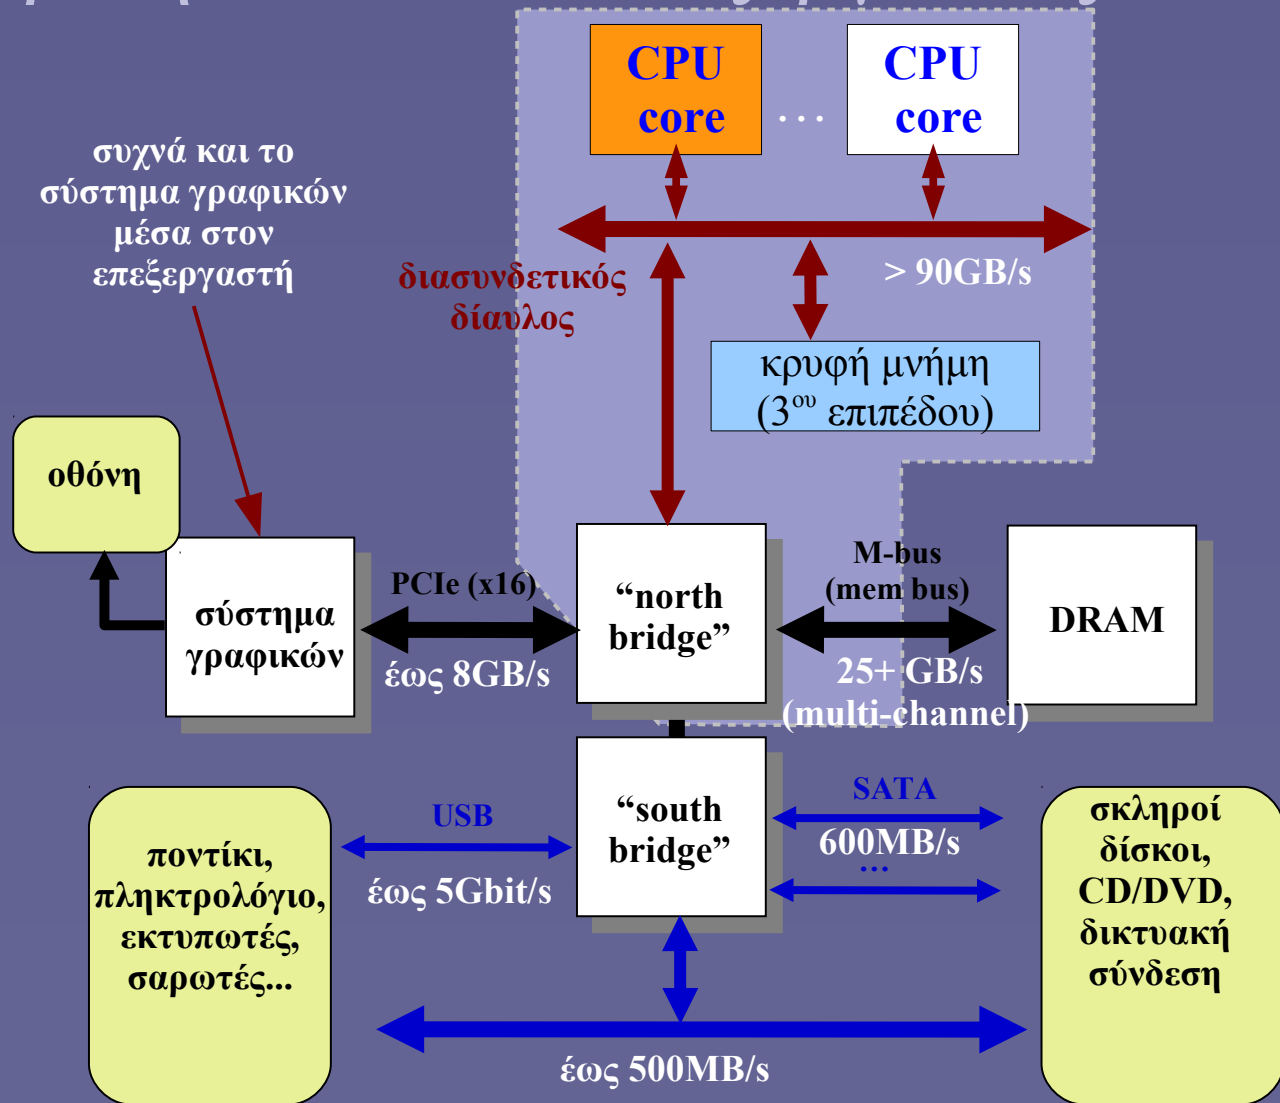 CPU
core
...
CPU
core
συχνά και το
σύστημα γραφικών
μέσα στον
επεξεργαστή
διασυνδετικός
δίαυλος
> 90GB/s
κρυφή μνήμη
(3ου επιπέδου)
οθόνη
σύστημα
γραφικών
PCIe (x16)
έως 8GB/s
“north
bridge”
M-bus
(mem bus)
25+ GB/s
(multi-channel)
DRAM
ποντίκι,
πληκτρολόγιο,
εκτυπωτές,
σαρωτές...
USB
έως 5Gbit/s
“south
bridge”
SATA
600MB/s
...
σκληροί
δίσκοι,
CD/DVD,
δικτυακή
σύνδεση
έως 500MB/s